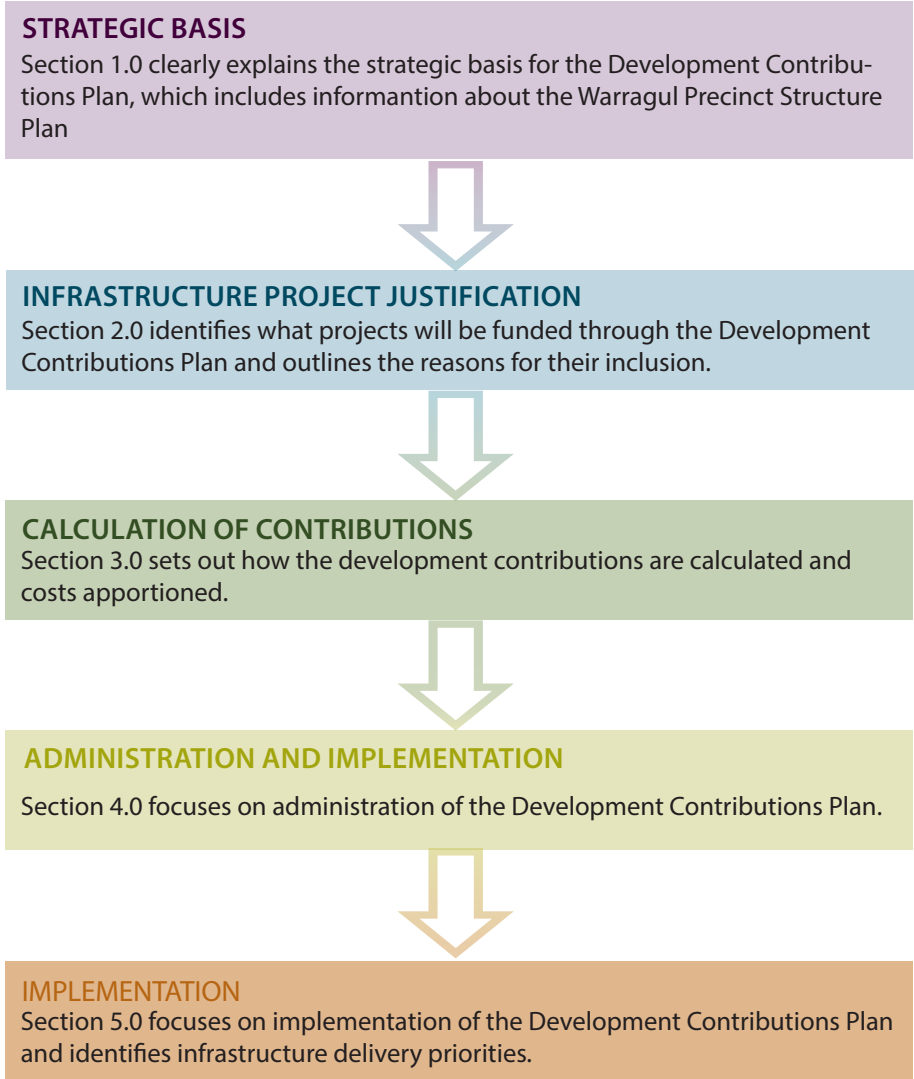 STRATEGIC BASIS
Section 1.0 clearly explains the strategic basis for the Development Contribu-
tions Plan, which includes informantion about the Warragul Precinct Structure
Plan
INFRASTRUCTURE PROJECT JUSTIFICATION
Section 2.0 identifies what projects will be funded through the Development
Contributions Plan and outlines the reasons for their inclusion.
CALCULATION OF CONTRIBUTIONS
Section 3.0 sets out how the development contributions are calculated and
costs apportioned.
ADMINISTRATION AND IMPLEMENTATION
Section 4.0 focuses on administration of the Development Contributions Plan.
IMPLEMENTATION
Section 5.0 focuses on implementation of the Development Contributions Plan
and identifies infrastructure delivery priorities.